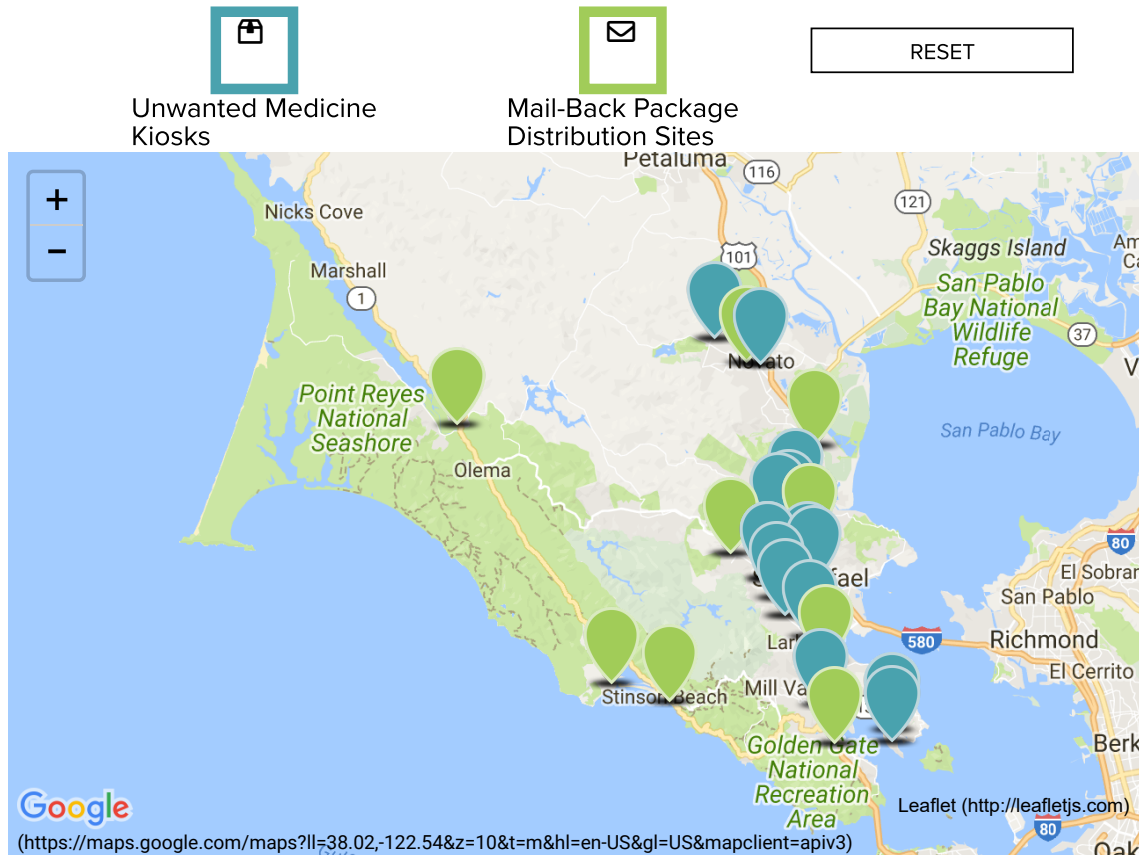 RESET
Unwanted Medicine
Kiosks
Mail-Back Package
Distribution Sites
+
−
Petaluma
116
121
Nicks Cove
Skaggs Island
101
Marshall
San Pablo
Bay National
Wildlife
Refuge
1
37
Point Reyes
National
Seashore
San Pablo Bay
Olema
80
El Sobran
San Pablo
fael
580
Richmond
Lar
El Cerrito
Stinson Beach
Mill Va
Berk
Golden Gate
National
Recreation
Area
Google
Leaflet (http://leafletjs.com)
80
Oak
(https://maps.google.com/maps?ll=38.02,-122.54&z=10&t=m&hl=en-US&gl=US&mapclient=apiv3)